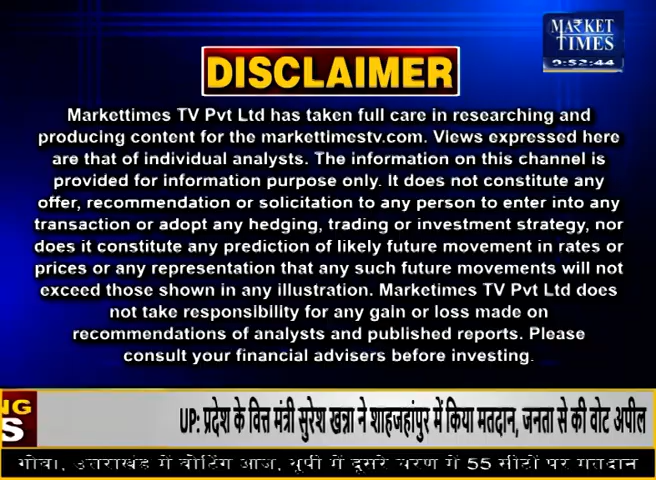 MARKET
TIMES
9:52:44
DISCLAIMER
Markettimes TV Pvt Ltd has taken full care in researching and
producing content for the markettimestv.com. Views expressed here
are that of individual analysts. The information on this channel is
provided for information purpose only. It does not constitute any
offer, recommendation or solicitation to any person to enter into any
transaction or adopt any hedging, trading or investment strategy, nor
does it constitute any prediction of likely future movement in rates or
prices or any representation that any such future movements will not
exceed those shown in any illustration. Marketimes TV Pvt Ltd does
not take responsibility for any gain or loss made on
recommendations of analysts and published reports. Please
consult your financial advisers before investing.
NG
S
UP: प्रदेश के वित्त मंत्री सुरेश खन्ना ने शाहजहांपुर में किया मतदान, जनता से की वोट अपील
गोवा, उत्तराखंड में वोटिंग आज, यूपी में दूसरे चरण में 55 सीटों पर मतदान